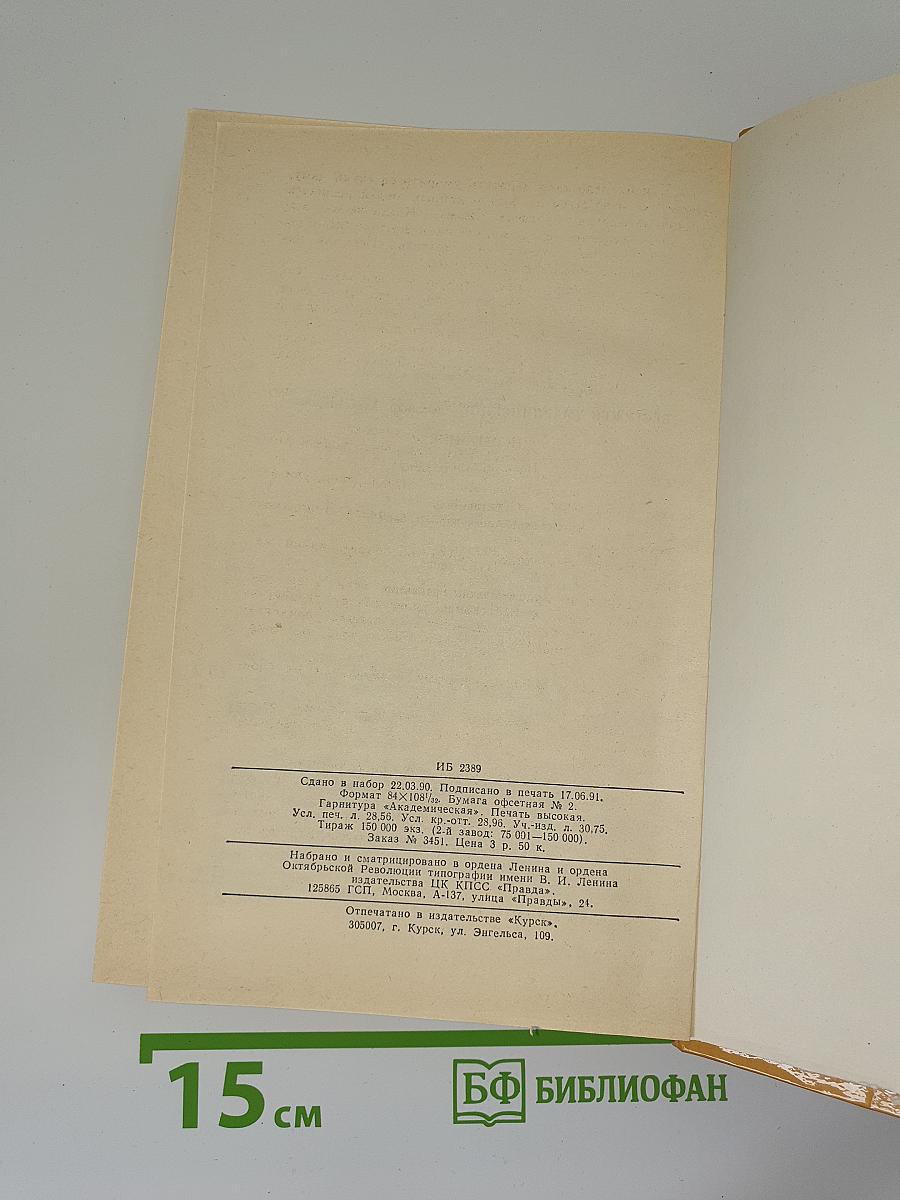 ИБ 2389
Сдано в набор 22.03.90. Подписано в печать 17.06.91.
Формат 84×108¹/₃₂. Бумага офсетная № 2.
Гарнитура «Академическая». Печать высокая.
Усл. печ. л. 28,56. Усл. кр.-отт. 28,96. Уч.-изд. л. 30,75.
Тираж 150 000 экз. (2-й завод: 75 001—150 000).
Заказ № 3451. Цена 3 р. 50 к.
Набрано и сматрицировано в ордена Ленина и ордена
Октябрьской Революции типографии имени В. И. Ленина
издательства ЦК КПСС «Правда».
125865 ГСП, Москва, А-137, улица «Правды», 24.
Отпечатано в издательстве «Курск».
305007, г. Курск, ул. Энгельса, 109.
15 см
БФ БИБЛИОФАН